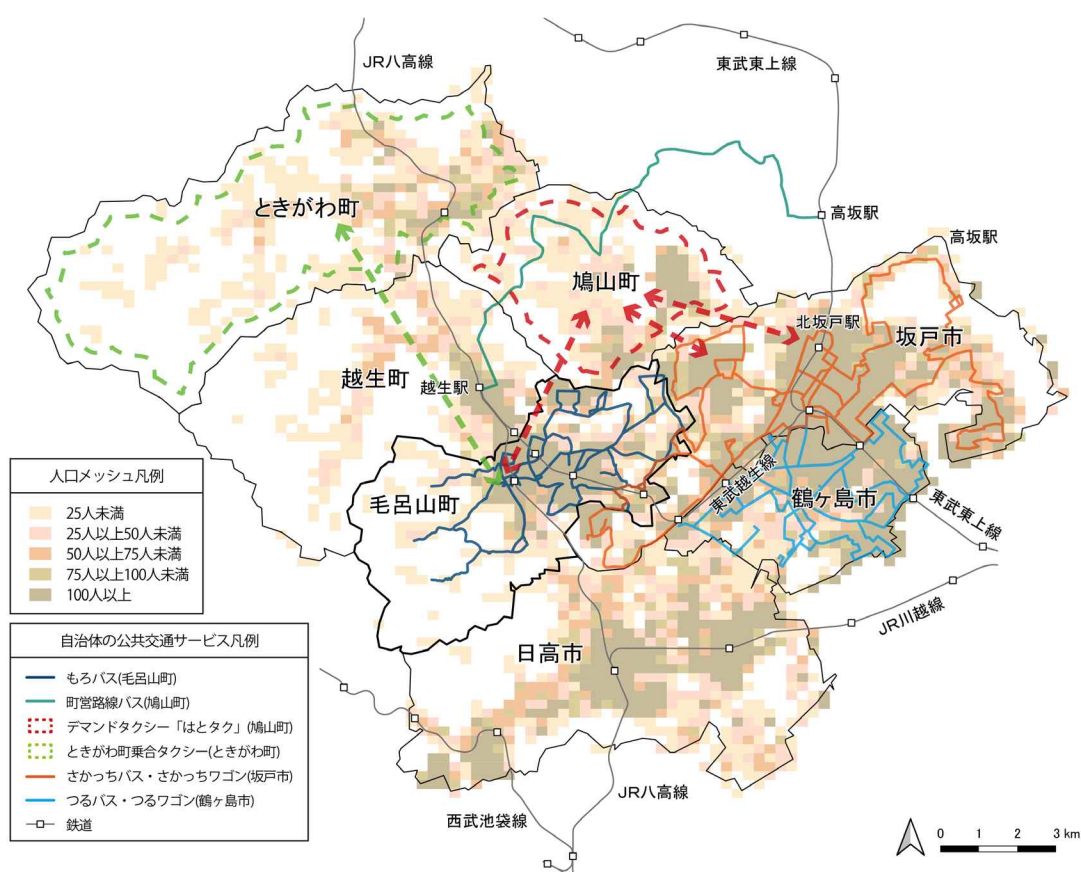 JR八高線
東武東上線
ときがわ町
高坂駅
高坂駅
鳩山町
北坂戸駅
坂戸市
越生町
越生駅
人口メッシュ凡例
25人未満
25人以上50人未満
50人以上75人未満
75人以上100人未満
100人以上
毛呂山町
東武越生線
鶴ヶ島市
東武東上線
JR川越線
自治体の公共交通サービス凡例
もろバス(毛呂山町)
町営路線バス(鳩山町)
デマンドタクシー「はとタク」(鳩山町)
ときがわ町乗合タクシー(ときがわ町)
さかっちバス・さかっちワゴン(坂戸市)
つるバス・つるワゴン(鶴ヶ島市)
鉄道
日高市
JR八高線
西武池袋線
0 1 2 3 km